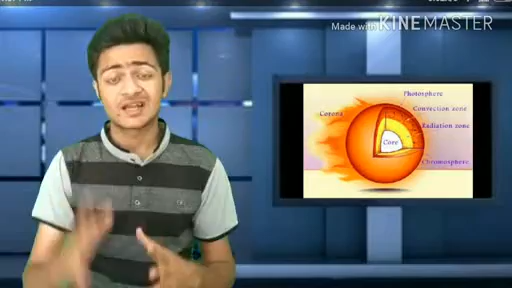 Made with KINEMASTER
Photosphere
Corona
Convection zone
Radiation zone
Core
Chromosphere